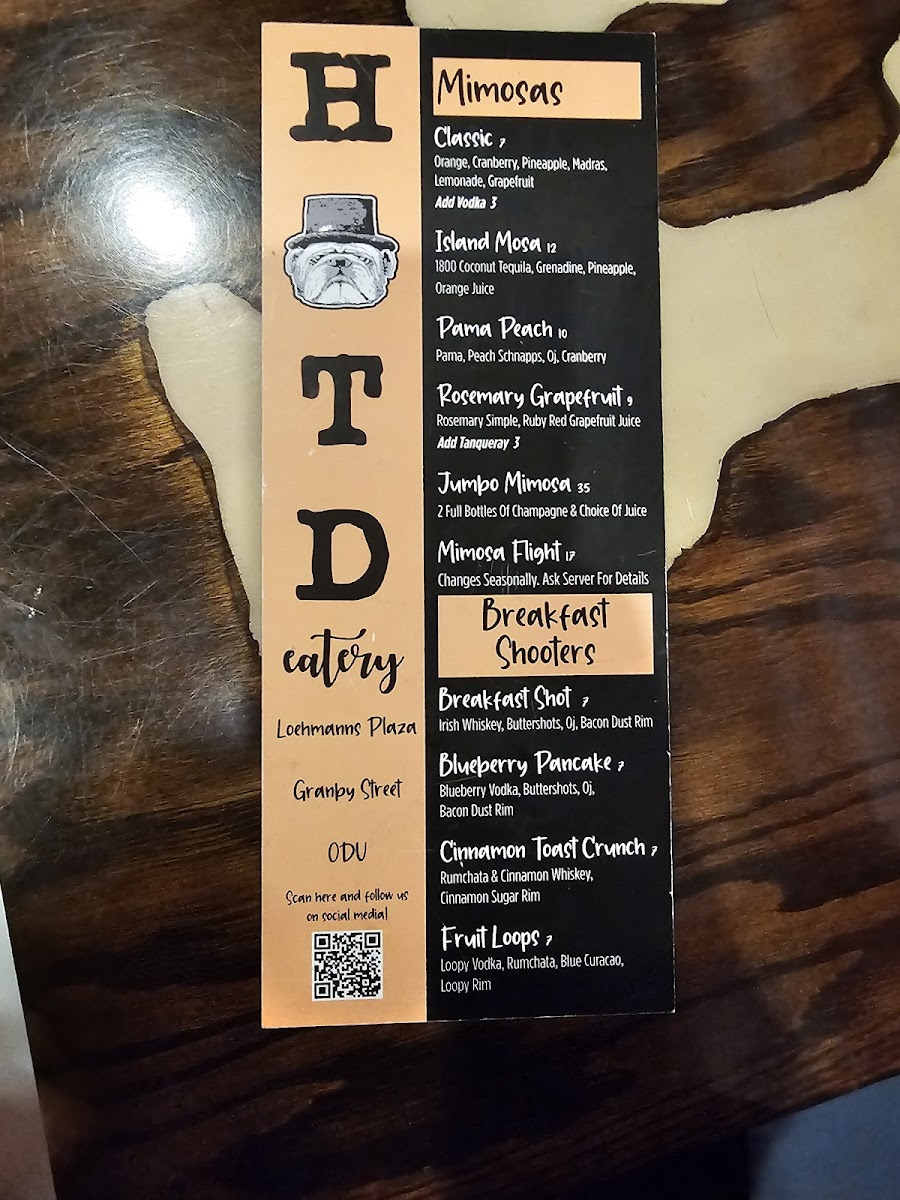 H
T
D
eatery
Loehmanns Plaza
Granby Street
ODU
Scan here and follow us
on social media!
Mimosas
Classic 7
Orange, Cranberry, Pineapple, Madras,
Lemonade, Grapefruit
Add Vodka 3
Island Mosa 12
1800 Coconut Tequila, Grenadine, Pineapple,
Orange Juice
Pama Peach 10
Pama, Peach Schnapps, Oj, Cranberry
Rosemary Grapefruit 9
Rosemary Simple, Ruby Red Grapefruit Juice
Add Tanqueray 3
Jumbo Mimosa 35
2 Full Bottles Of Champagne & Choice Of Juice
Mimosa Flight 17
Changes Seasonally. Ask Server For Details
Breakfast
Shooters
Breakfast Shot 7
Irish Whiskey, Buttershots, Oj, Bacon Dust Rim
Blueberry Pancake 7
Blueberry Vodka, Buttershots, Oj,
Bacon Dust Rim
Cinnamon Toast Crunch 7
Rumchata & Cinnamon Whiskey,
Cinnamon Sugar Rim
Fruit Loops 7
Loopy Vodka, Rumchata, Blue Curacao,
Loopy Rim